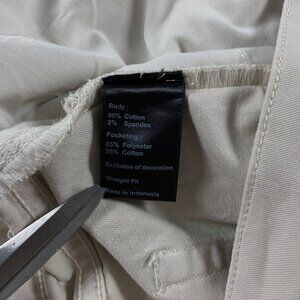 Body :
98% Cotton
2% Spandex
Pocketing :
65% Polyester
35% Cotton
Exclusive of decoration
Straight Fit
Made in Indonesia